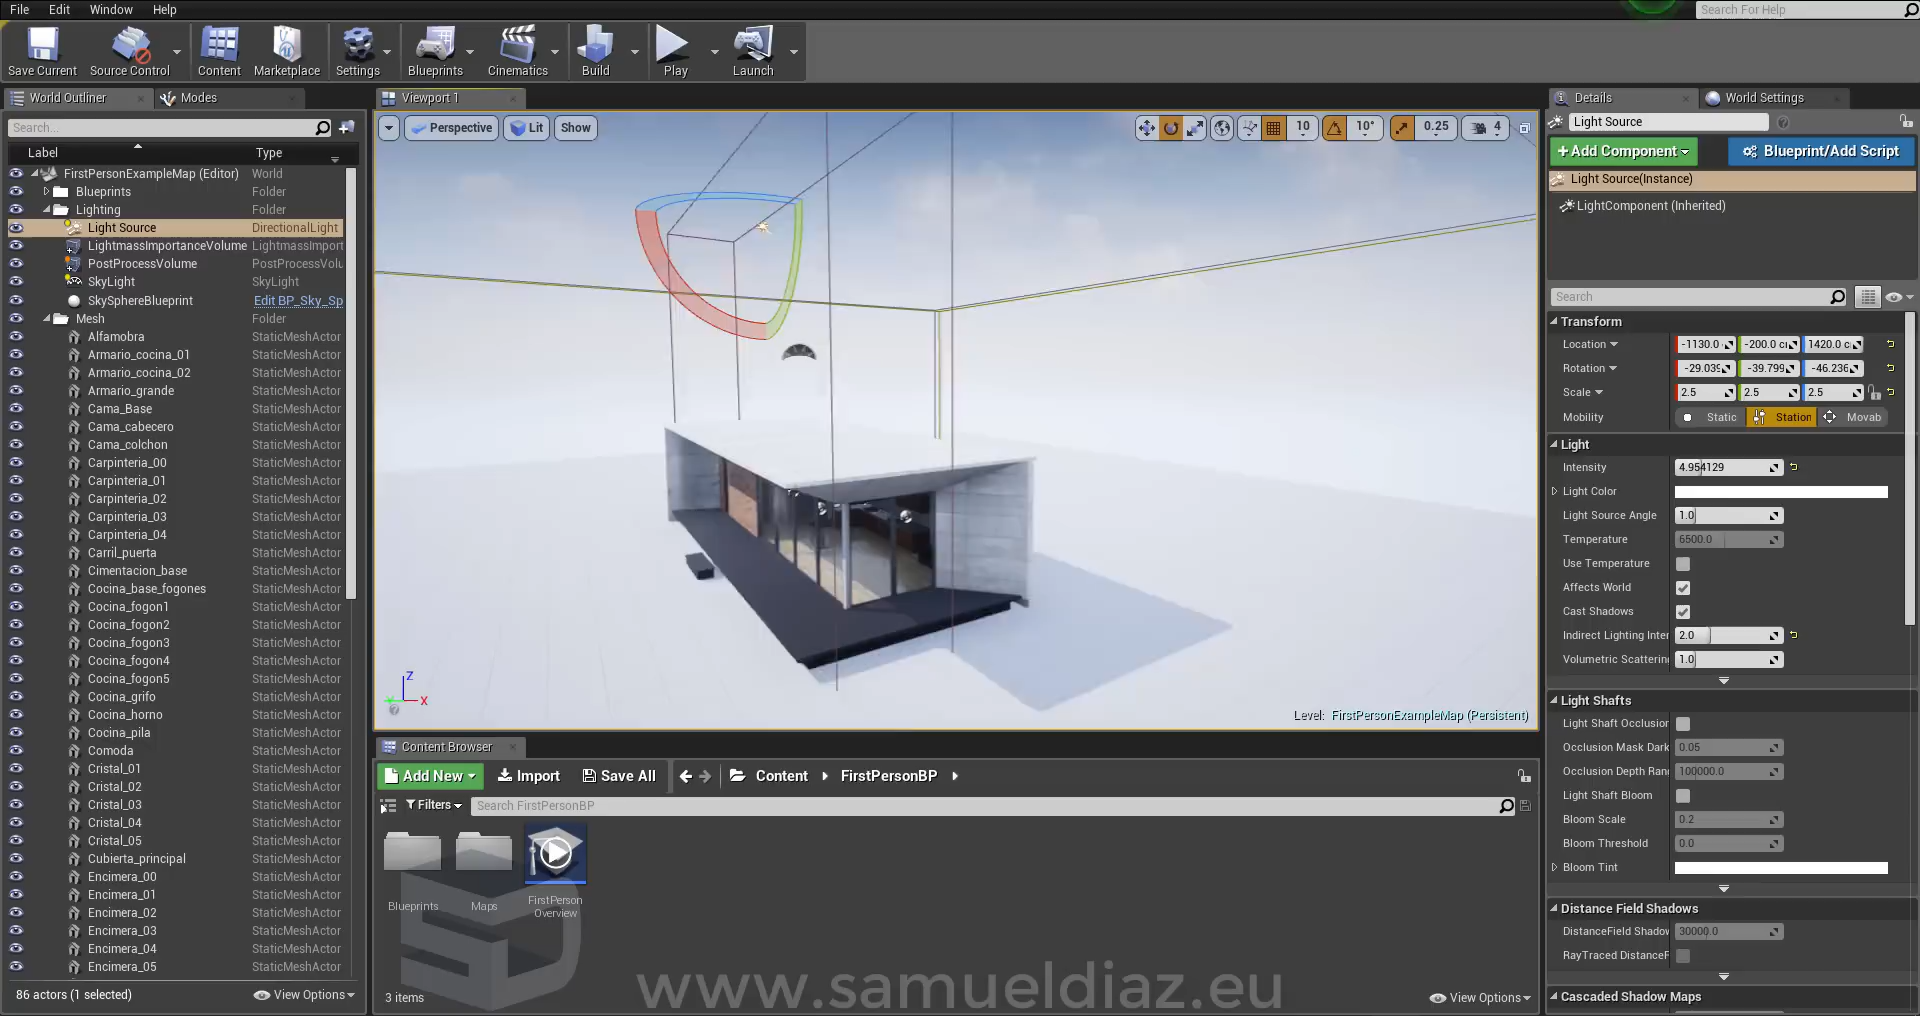 File Edit Window Help
Search For Help
Save Current Source Control Content Marketplace Settings Blueprints Cinematics Build Play Launch
World Outliner Modes
Viewport 1
Details World Settings
Search...
Perspective Lit Show 10 10° 0.25 4
Light Source
Label Type
+Add Component Blueprint/Add Script
FirstPersonExampleMap (Editor) World
Blueprints Folder
Lighting Folder
Light Source DirectionalLight
LightmassImportanceVolume LightmassImport
PostProcessVolume PostProcessVolu
SkyLight SkyLight
SkySphereBlueprint Edit BP_Sky_Sp
Mesh Folder
Alfamobra StaticMeshActor
Armario_cocina_01 StaticMeshActor
Armario_cocina_02 StaticMeshActor
Armario_grande StaticMeshActor
Cama_Base StaticMeshActor
Cama_cabecero StaticMeshActor
Cama_colchon StaticMeshActor
Carpinteria_00 StaticMeshActor
Carpinteria_01 StaticMeshActor
Carpinteria_02 StaticMeshActor
Carpinteria_03 StaticMeshActor
Carpinteria_04 StaticMeshActor
Carril_puerta StaticMeshActor
Cimentacion_base StaticMeshActor
Cocina_base_fogones StaticMeshActor
Cocina_fogon1 StaticMeshActor
Cocina_fogon2 StaticMeshActor
Cocina_fogon3 StaticMeshActor
Cocina_fogon4 StaticMeshActor
Cocina_fogon5 StaticMeshActor
Cocina_grifo StaticMeshActor
Cocina_horno StaticMeshActor
Cocina_pila StaticMeshActor
Comoda StaticMeshActor
Cristal_01 StaticMeshActor
Cristal_02 StaticMeshActor
Cristal_03 StaticMeshActor
Cristal_04 StaticMeshActor
Cristal_05 StaticMeshActor
Cubierta_principal StaticMeshActor
Encimera_00 StaticMeshActor
Encimera_01 StaticMeshActor
Encimera_02 StaticMeshActor
Encimera_03 StaticMeshActor
Encimera_04 StaticMeshActor
Encimera_05 StaticMeshActor
86 actors (1 selected) View Options
Z
X
Level: FirstPersonExampleMap (Persistent)
Content Browser
Add New Import Save All Content FirstPersonBP
Filters Search FirstPersonBP
Blueprints Maps FirstPerson
Overview
3 items
www.samueldiaz.eu
View Options
Light Source(Instance)
LightComponent (Inherited)
Search
Transform
Location -1130.0 -200.0 c 1420.0 c
Rotation -29.039 -39.799 -46.236
Scale 2.5 2.5 2.5
Mobility Static Station Movab
Light
Intensity 4.954129
Light Color
Light Source Angle 1.0
Temperature 6500.0
Use Temperature
Affects World
Cast Shadows
Indirect Lighting Inter 2.0
Volumetric Scattering 1.0
Light Shafts
Light Shaft Occlusion
Occlusion Mask Dark 0.05
Occlusion Depth Ran 100000.0
Light Shaft Bloom
Bloom Scale 0.2
Bloom Threshold 0.0
Bloom Tint
Distance Field Shadows
DistanceField Shadow 30000.0
RayTraced DistanceF
Cascaded Shadow Maps